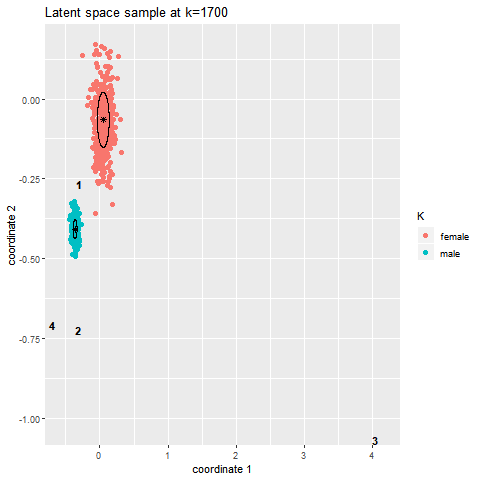 Latent space sample at k=1700
0.00
-0.25
-0.50
-0.75
-1.00
coordinate 2
1
4
2
3
0
1
2
3
4
coordinate 1
K
female
male